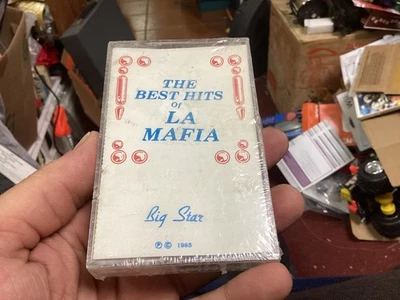 THE
BEST HITS
OF
LA
MAFIA
Big Star
℗ © 1985